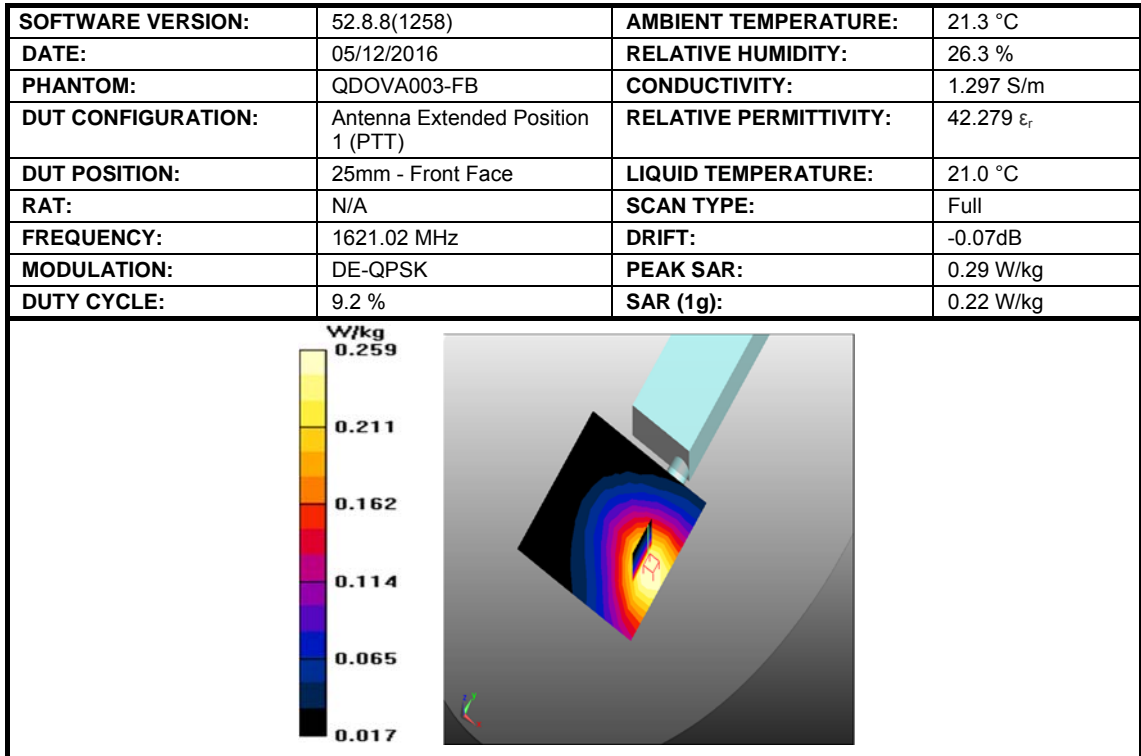 SOFTWARE VERSION: 52.8.8(1258) AMBIENT TEMPERATURE: 21.3 °C
DATE: 05/12/2016 RELATIVE HUMIDITY: 26.3 %
PHANTOM: QDOVA003-FB CONDUCTIVITY: 1.297 S/m
DUT CONFIGURATION: Antenna Extended Position RELATIVE PERMITTIVITY: 42.279 εr
1 (PTT)
DUT POSITION: 25mm - Front Face LIQUID TEMPERATURE: 21.0 °C
RAT: N/A SCAN TYPE: Full
FREQUENCY: 1621.02 MHz DRIFT: -0.07dB
MODULATION: DE-QPSK PEAK SAR: 0.29 W/kg
DUTY CYCLE: 9.2 % SAR (1g): 0.22 W/kg
W/kg
0.259
0.211
0.162
0.114
0.065
0.017